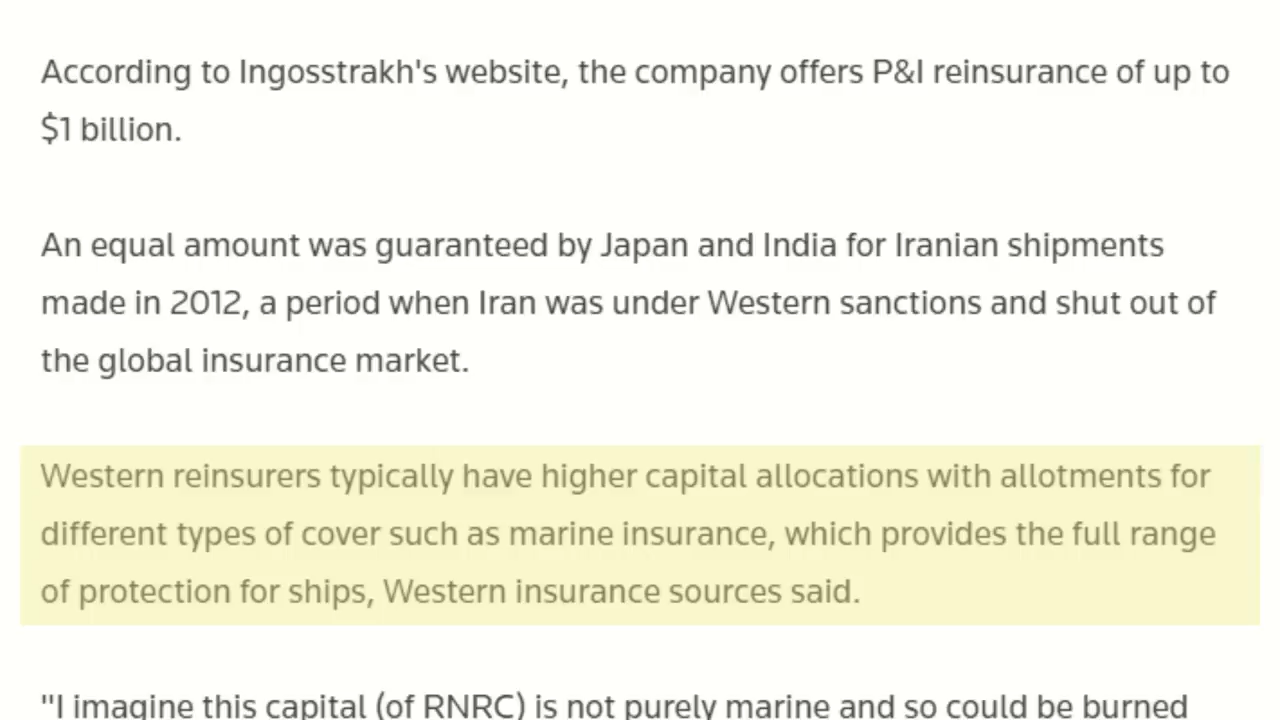 According to Ingosstrakh's website, the company offers P&I reinsurance of up to
$1 billion.
An equal amount was guaranteed by Japan and India for Iranian shipments
made in 2012, a period when Iran was under Western sanctions and shut out of
the global insurance market.
Western reinsurers typically have higher capital allocations with allotments for
different types of cover such as marine insurance, which provides the full range
of protection for ships, Western insurance sources said.
"I imagine this capital (of RNRC) is not purely marine and so could be burned